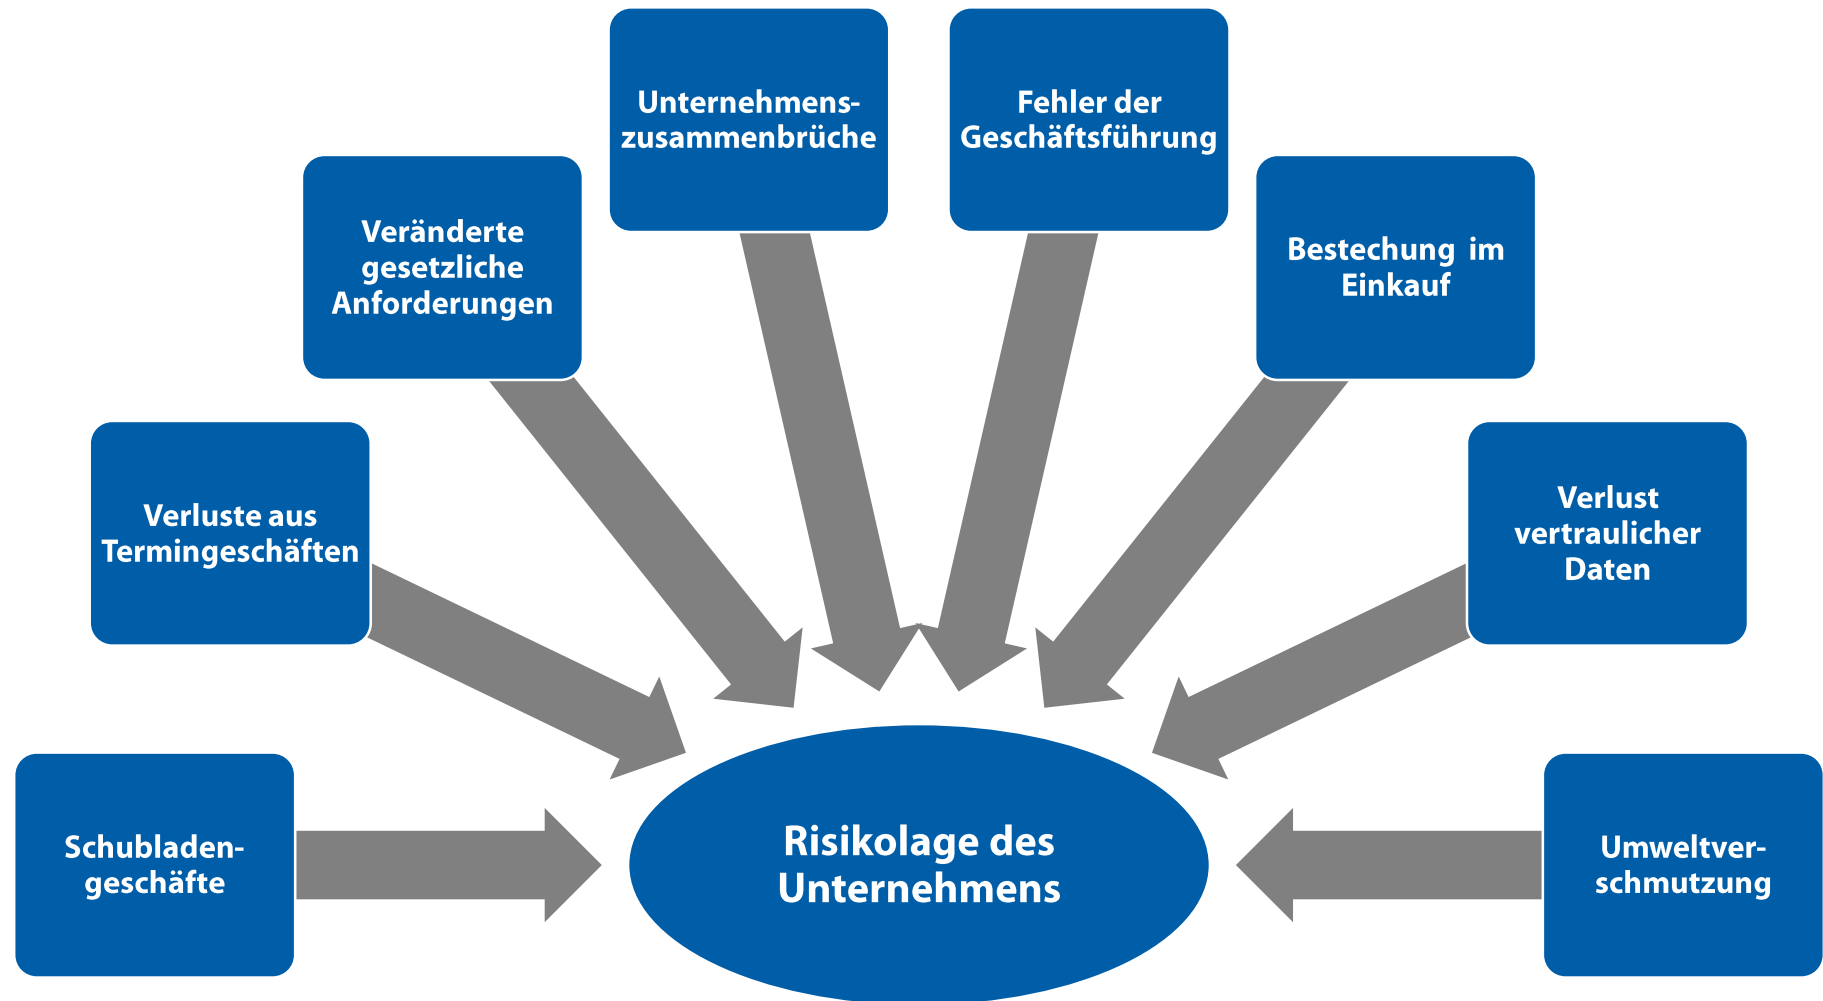 Unternehmens-
zusammenbrüche
Fehler der
Geschäftsführung
Veränderte
gesetzliche
Anforderungen
Bestechung im
Einkauf
Verluste aus
Termingeschäften
Verlust
vertraulicher
Daten
Schubladen-
geschäfte
Risikolage des
Unternehmens
Umweltver-
schmutzung